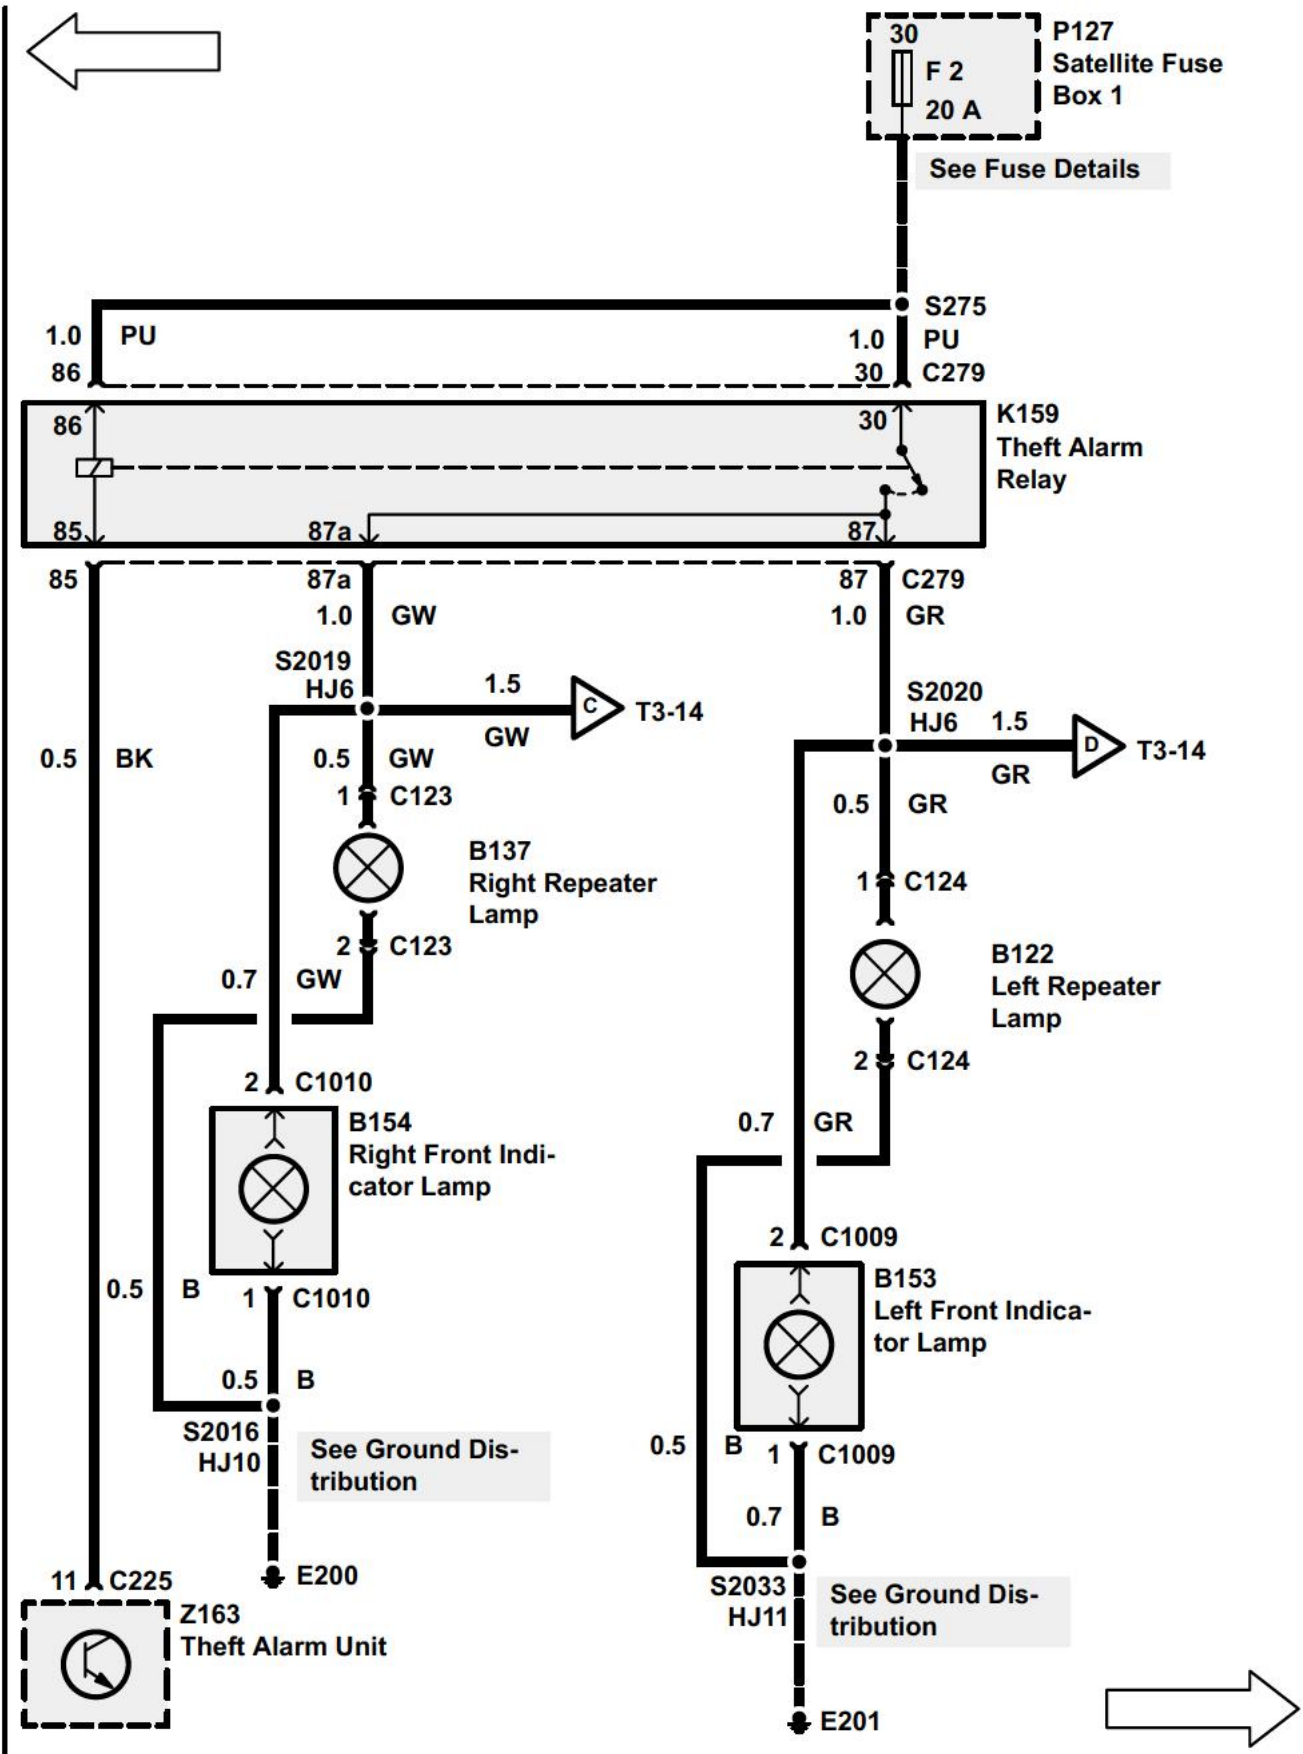 30
F 2
20 A
P127
Satellite Fuse
Box 1
See Fuse Details
S275
1.0 PU
1.0 PU
86
30 C279
86
30
K159
Theft Alarm
Relay
85
87a
87
85
87a
87 C279
1.0 GW
1.0 GR
S2019
HJ6
1.5
C
T3-14
GW
S2020
HJ6
1.5
D
T3-14
GR
0.5 BK
0.5 GW
1 C123
0.5 GR
B137
Right Repeater
Lamp
1 C124
2 C123
0.7 GW
B122
Left Repeater
Lamp
2 C124
2 C1010
B154
Right Front Indi-
cator Lamp
0.7 GR
2 C1009
0.5 B
1 C1010
B153
Left Front Indica-
tor Lamp
0.5 B
S2016
HJ10
See Ground Dis-
tribution
0.5 B
1 C1009
0.7 B
E200
11 C225
Z163
Theft Alarm Unit
S2033
HJ11
See Ground Dis-
tribution
E201